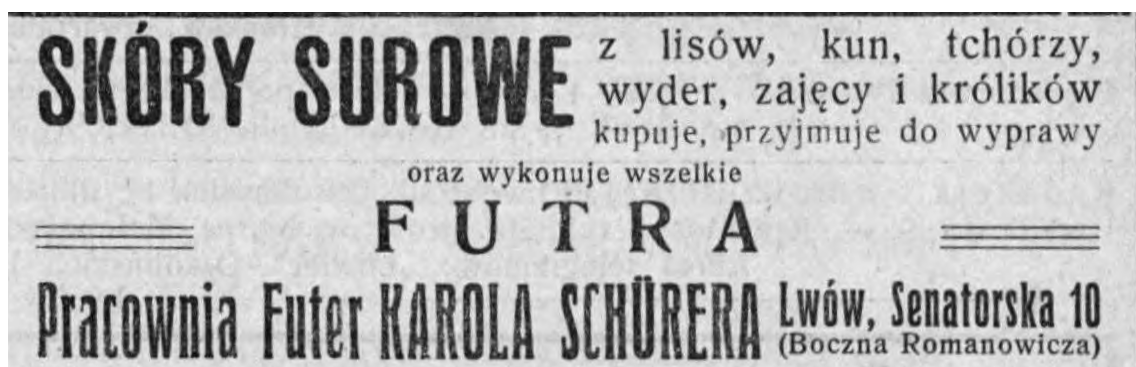 SKÓRY SUROWE
z lisów, kun, tchórzy,
wyder, zajęcy i królików
kupuje, przyjmuje do wyprawy
oraz wykonuje wszelkie
FUTRA
Pracownia Futer KAROLA SCHÜRERA
Lwów, Senatorska 10
(Boczna Romanowicza)